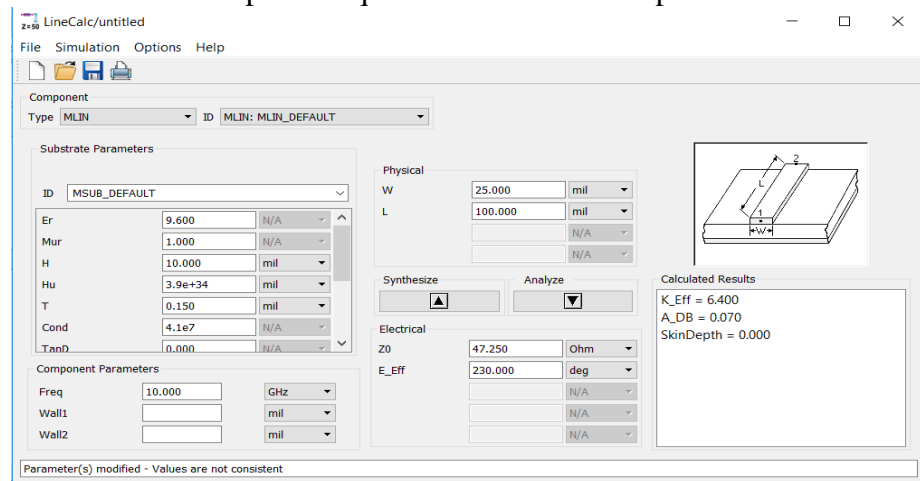 Z=50 LineCalc/untitled
File Simulation Options Help
Component
Type MLIN ID MLIN: MLIN_DEFAULT
Substrate Parameters
ID MSUB_DEFAULT
Er 9.600 N/A
Mur 1.000 N/A
H 10.000 mil
Hu 3.9e+34 mil
T 0.150 mil
Cond 4.1e7 N/A
TanD 0.000 N/A
Component Parameters
Freq 10.000 GHz
Wall1 mil
Wall2 mil
Physical
W 25.000 mil
L 100.000 mil
N/A
N/A
Synthesize Analyze
Electrical
Z0 47.250 Ohm
E_Eff 230.000 deg
N/A
N/A
N/A
2
L
1
W
Calculated Results
K_Eff = 6.400
A_DB = 0.070
SkinDepth = 0.000
Parameter(s) modified - Values are not consistent